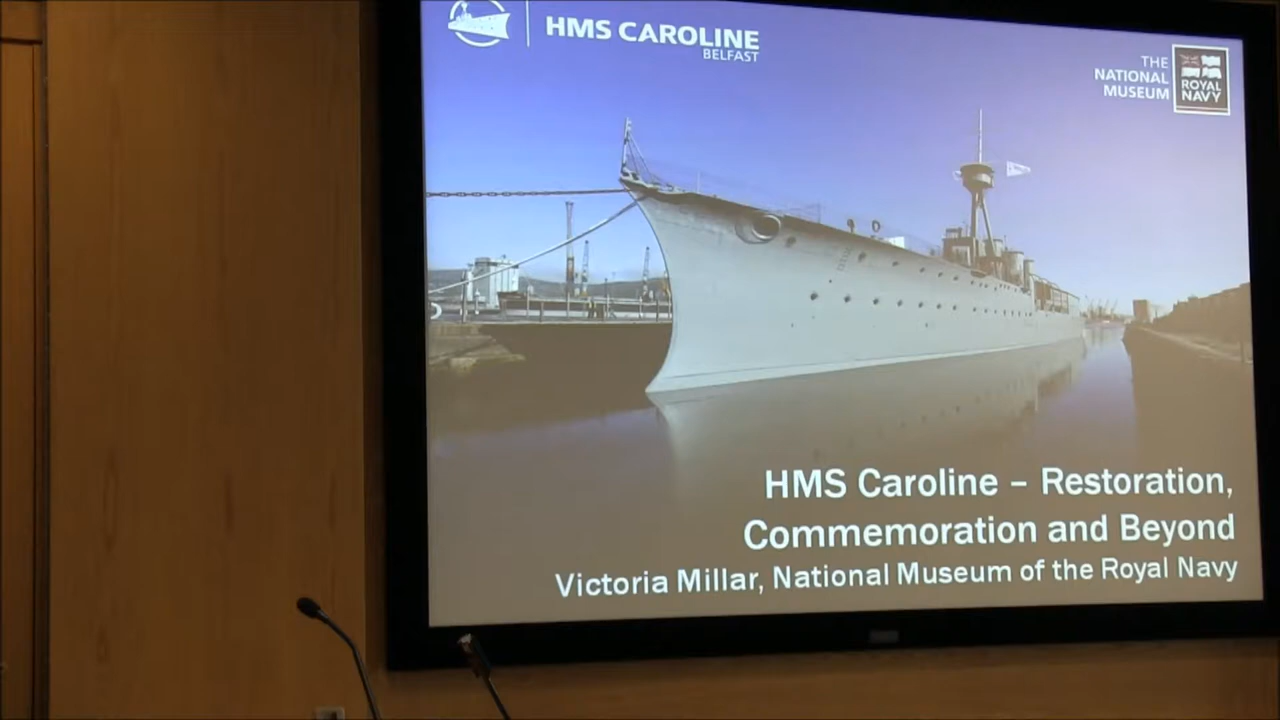 HMS CAROLINE
BELFAST
THE
NATIONAL
MUSEUM
ROYAL
NAVY
HMS Caroline – Restoration,
Commemoration and Beyond
Victoria Millar, National Museum of the Royal Navy